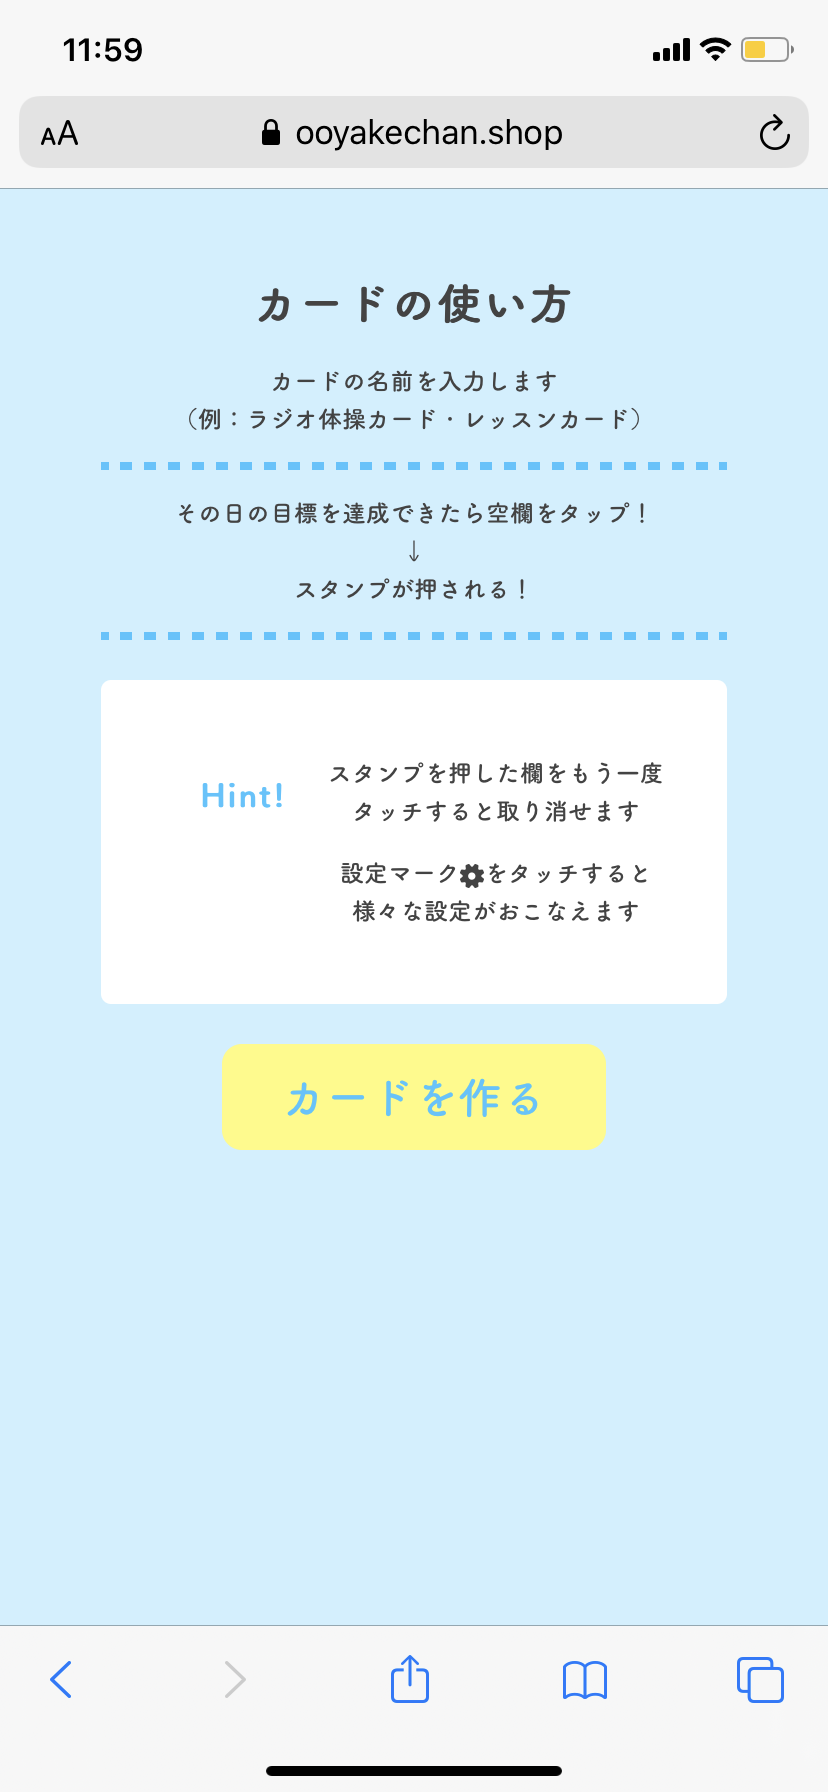 11:59
AA
ooyakechan.shop
カードの使い方
カードの名前を入力します
（例：ラジオ体操カード・レッスンカード）
その日の目標を達成できたら空欄をタップ！
↓
スタンプが押される！
Hint!
スタンプを押した欄をもう一度
タッチすると取り消せます
設定マークをタッチすると
様々な設定がおこなえます
カードを作る